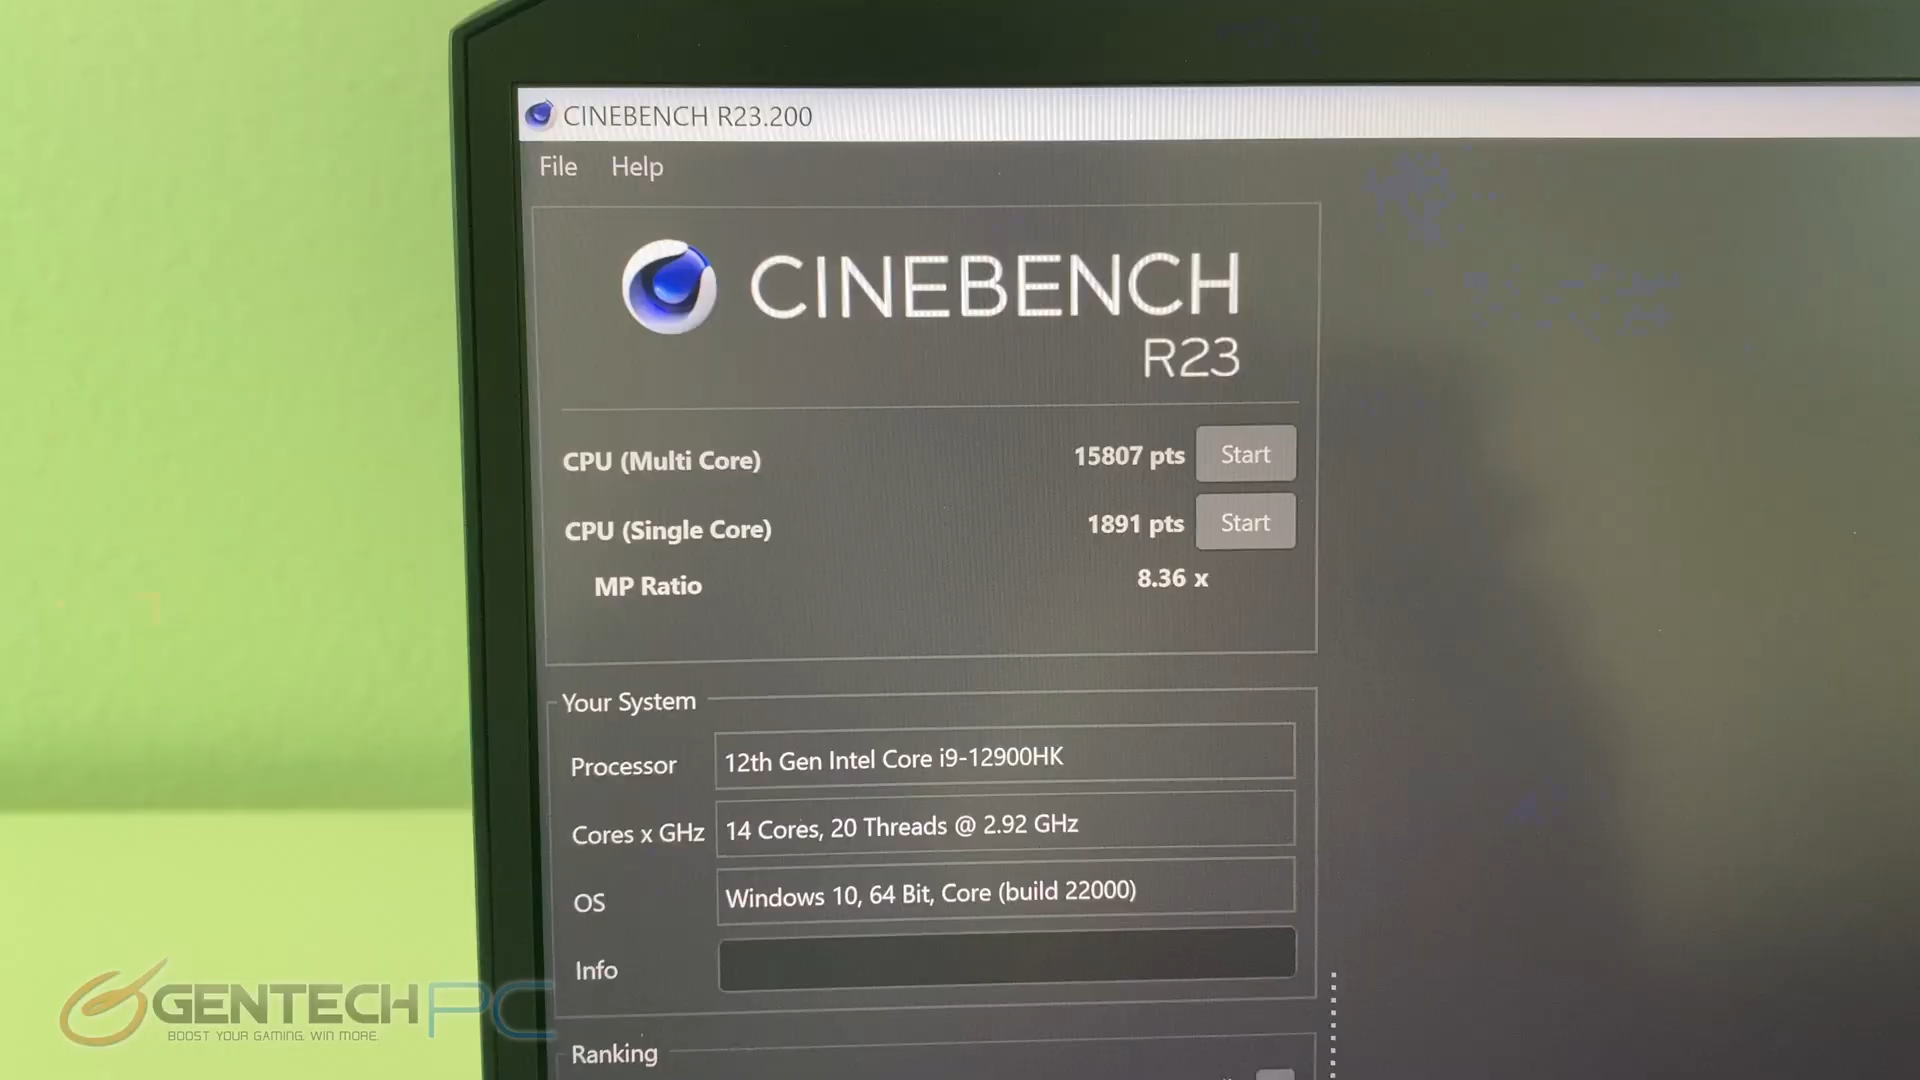 CINEBENCH R23.200
File Help
CINEBENCH
R23
CPU (Multi Core) 15807 pts Start
CPU (Single Core) 1891 pts Start
MP Ratio 8.36 x
Your System
Processor 12th Gen Intel Core i9-12900HK
Cores x GHz 14 Cores, 20 Threads @ 2.92 GHz
OS Windows 10, 64 Bit, Core (build 22000)
Info
GENTECH PC
BOOST YOUR GAMING. WIN MORE.
Ranking